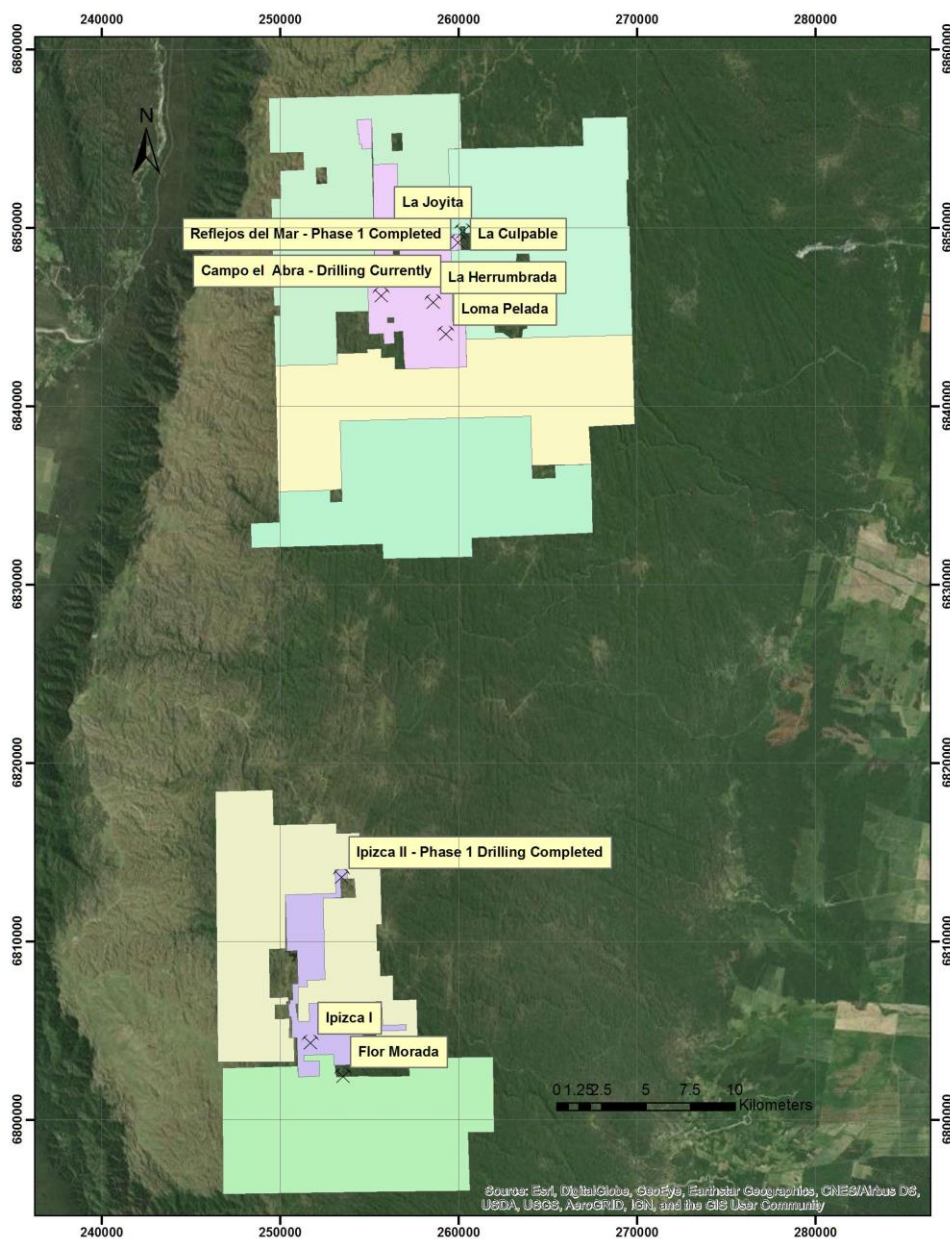 240000 250000 260000 270000 280000
6860000 6860000
N
La Joyita
Reflejos del Mar - Phase 1 Completed
La Culpable
6850000 6850000
Campo el Abra - Drilling Currently
La Herrumbrada
Loma Pelada
6840000 6840000
6830000 6830000
6820000 6820000
Ipizca II - Phase 1 Drilling Completed
6810000 6810000
Ipizca I
Flor Morada
0 1.25 2.5 5 7.5 10
Kilometers
6800000 6800000
Source: Esri, DigitalGlobe, GeoEye, Earthstar Geographics, CNES/Airbus DS,
USDA, USGS, AeroGRID, IGN, and the GIS User Community
240000 250000 260000 270000 280000